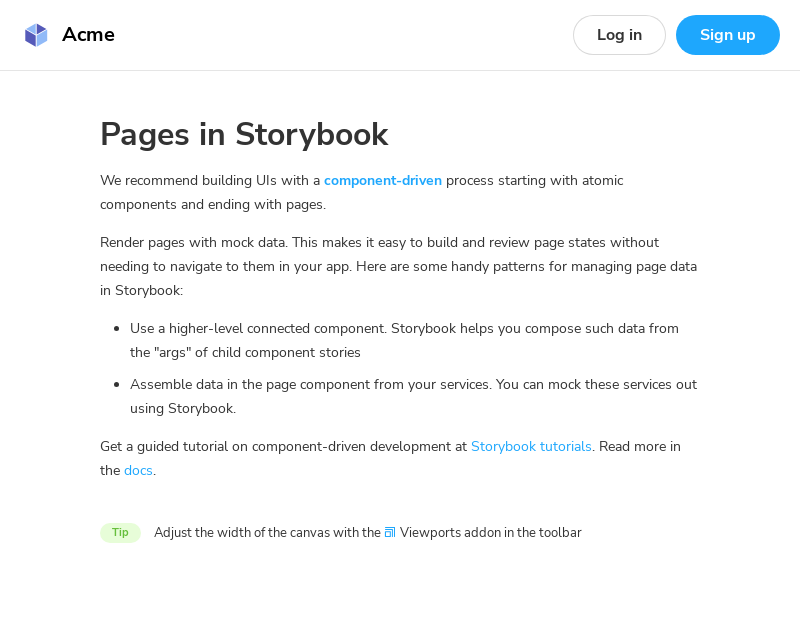 Acme
Log in
Sign up
Pages in Storybook
We recommend building UIs with a component-driven process starting with atomic
components and ending with pages.
Render pages with mock data. This makes it easy to build and review page states without
needing to navigate to them in your app. Here are some handy patterns for managing page data
in Storybook:
Use a higher-level connected component. Storybook helps you compose such data from
the "args" of child component stories
Assemble data in the page component from your services. You can mock these services out
using Storybook.
Get a guided tutorial on component-driven development at Storybook tutorials. Read more in
the docs.
Tip
Adjust the width of the canvas with the Viewports addon in the toolbar